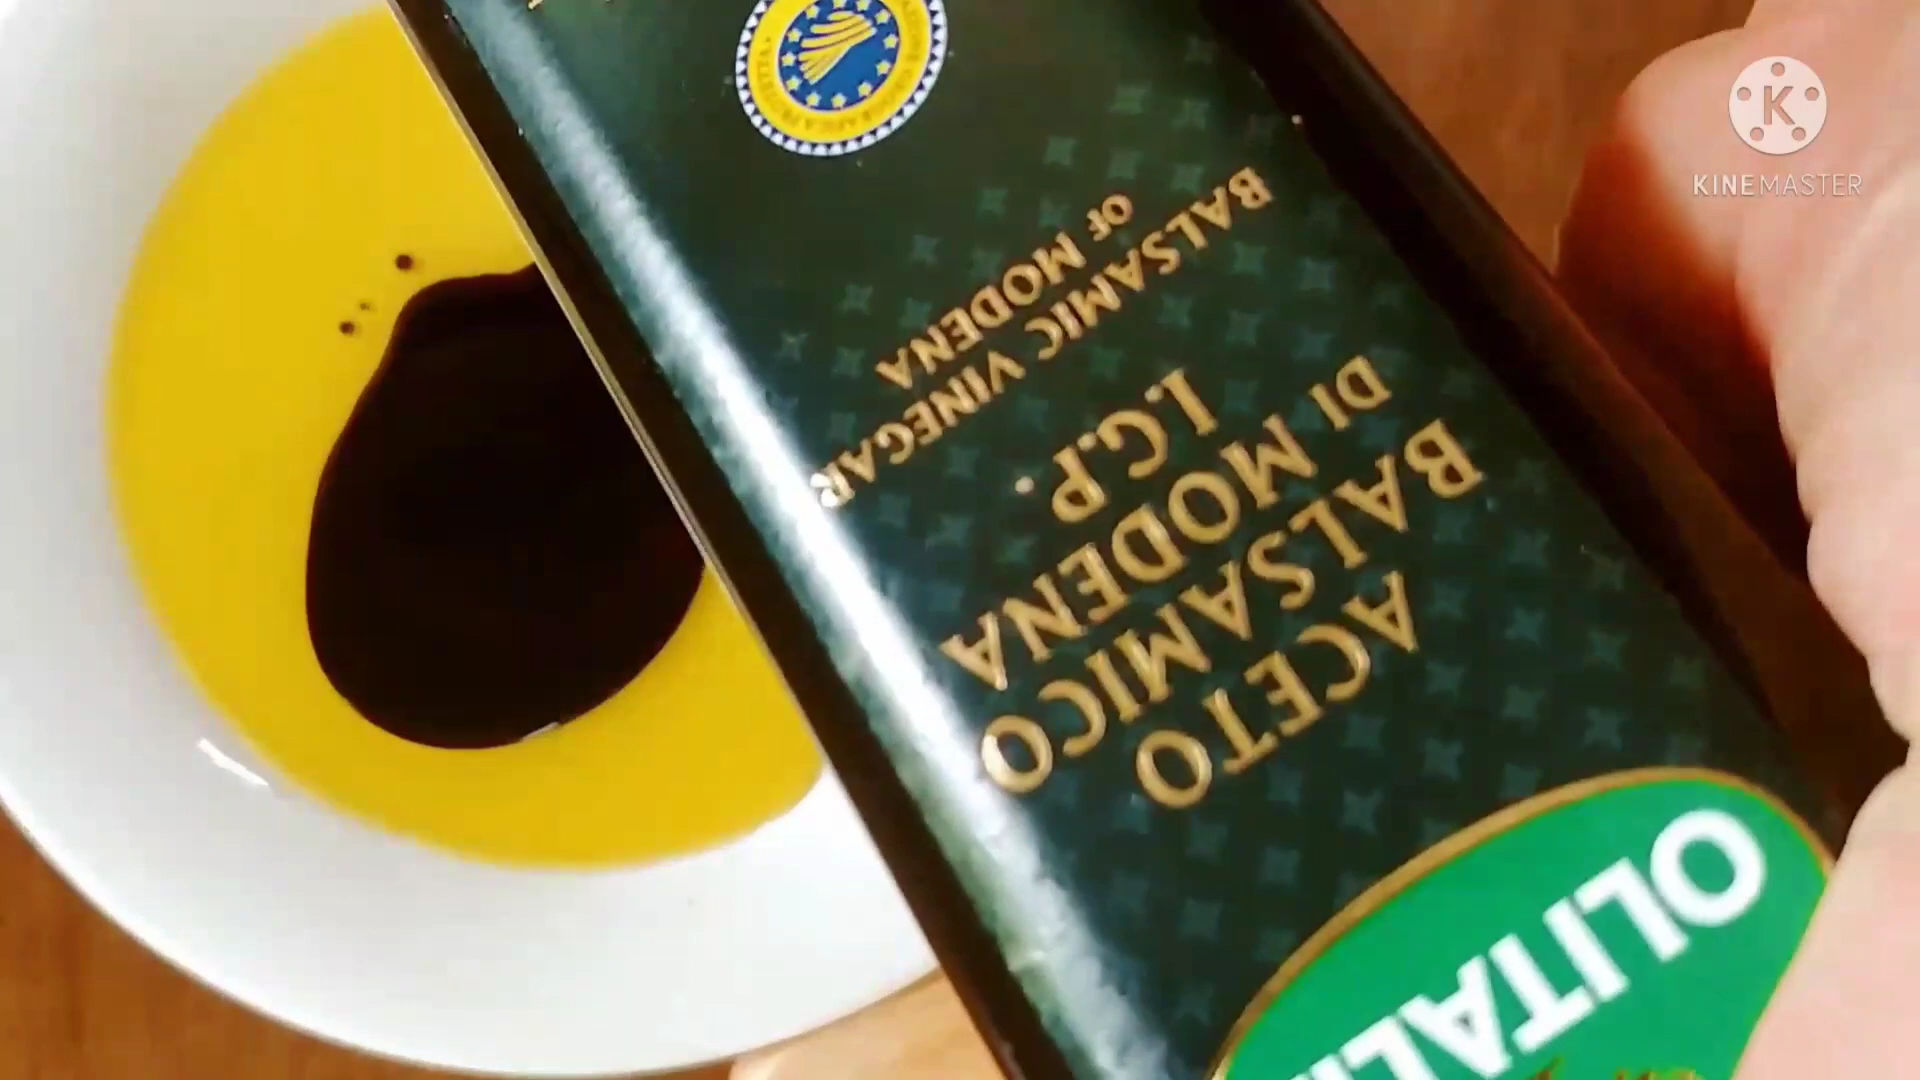 OLITALI
ACETO
BALSAMICO
DI MODENA
I.G.P.
BALSAMIC VINEGAR
OF MODENA
K
KINEMASTER